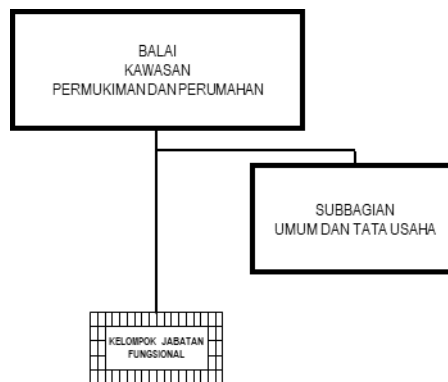 BALAI
KAWASAN
PERMUKIMAN DAN PERUMAHAN
SUBBAGIAN
UMUM DAN TATA USAHA
KELOMPOK JABATAN
FUNGSIONAL